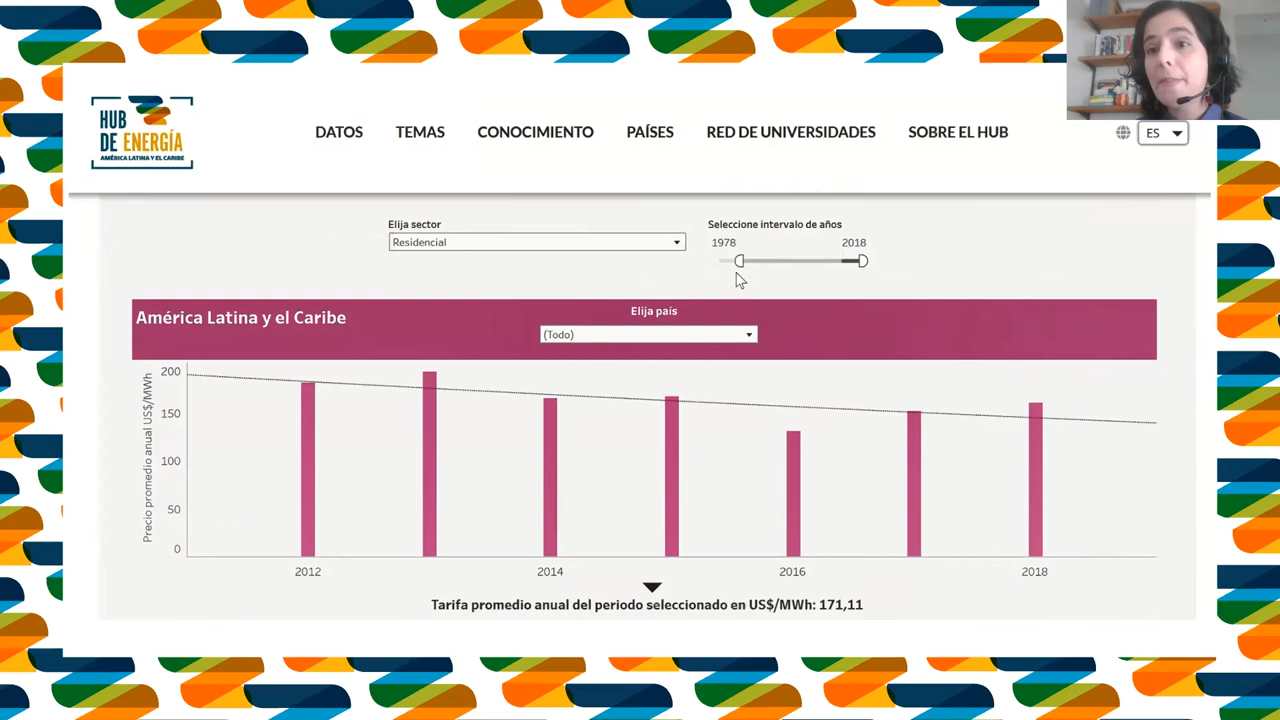 HUB
DE ENERGÍA
AMÉRICA LATINA Y EL CARIBE
DATOS
TEMAS
CONOCIMIENTO
PAÍSES
RED DE UNIVERSIDADES
SOBRE EL HUB
ES
Elija sector
Residencial
Seleccione intervalo de años
1978
2018
América Latina y el Caribe
Elija país
(Todo)
Precio promedio anual US$/MWh
200
150
100
50
0
2012
2014
2016
2018
Tarifa promedio anual del periodo seleccionado en US$/MWh: 171,11